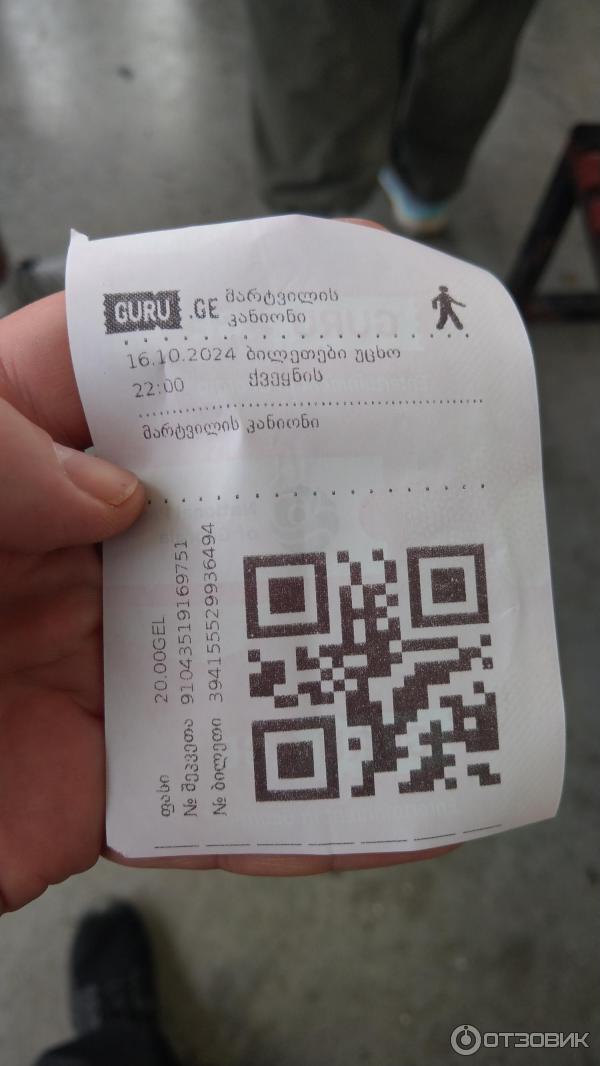 GURU .GE მარტვილის
კანიონი
16.10.2024 ბილეთები უცხო
22:00 ქვეყნის
მარტვილის კანიონი
ფასი 20.00GEL
№ შეკვეთა 910435191697 51
№ ბილეთი 394155529936494
ОТЗОВИК